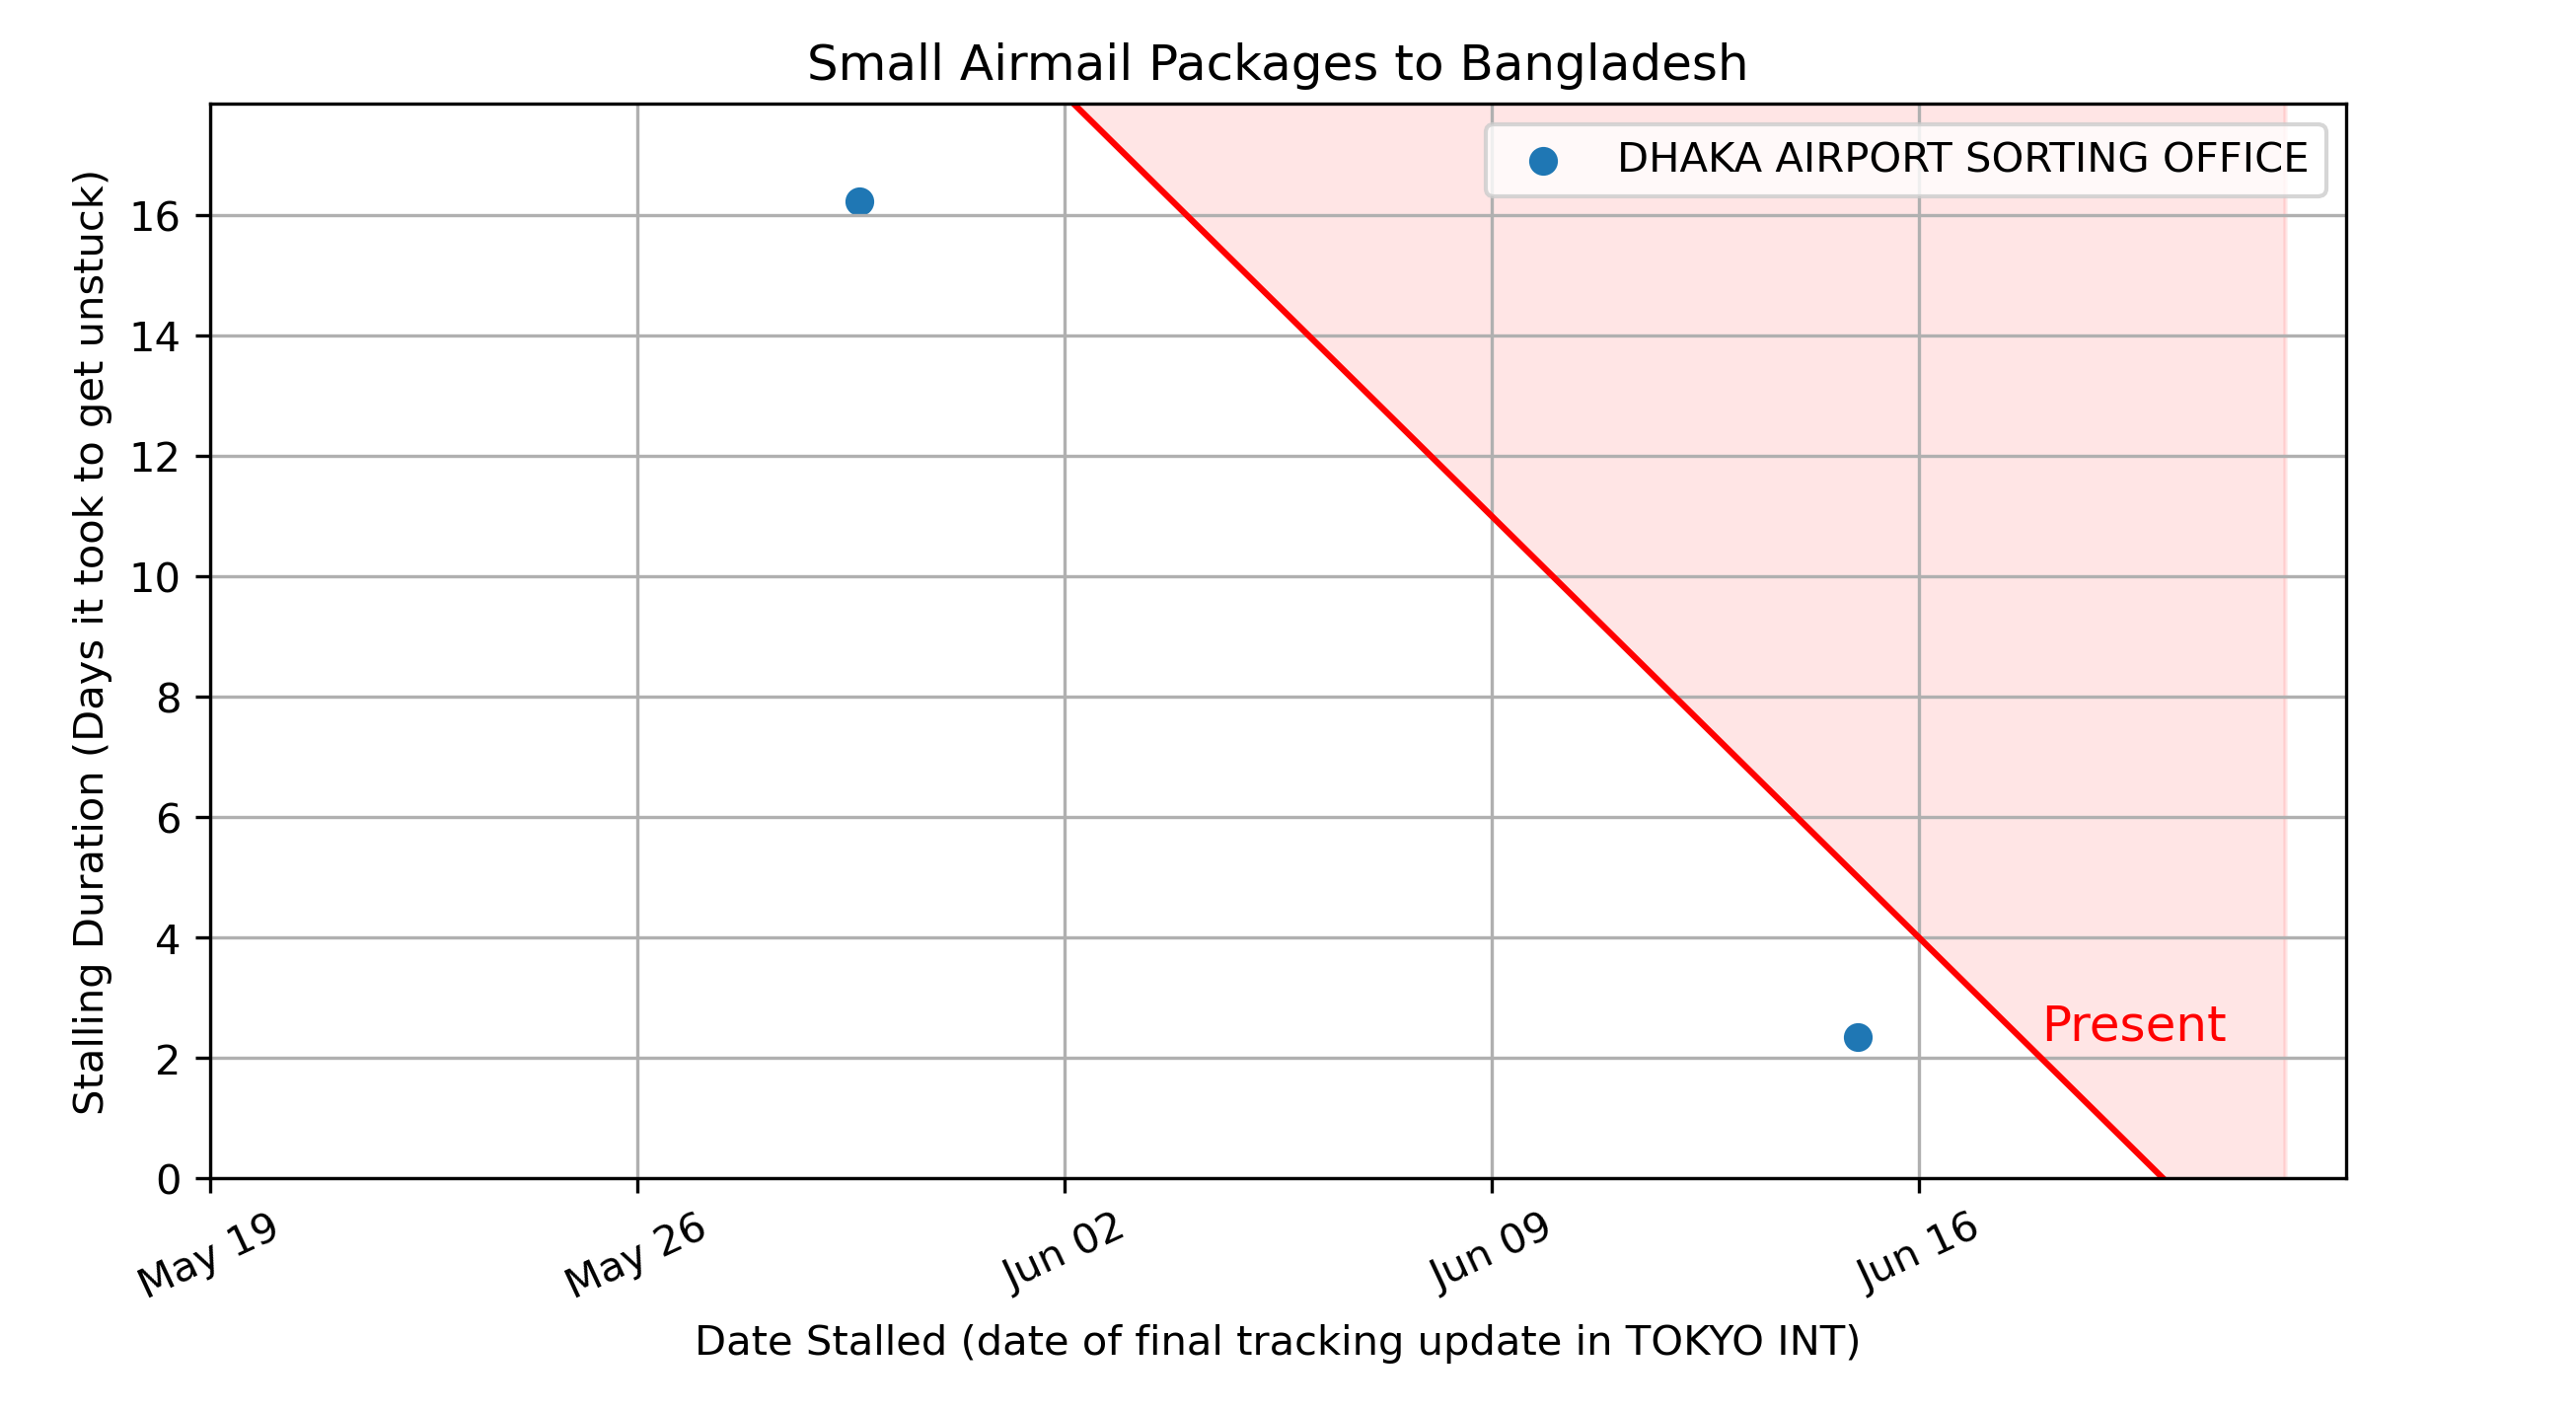 Small Airmail Packages to Bangladesh
DHAKA AIRPORT SORTING OFFICE
Stalling Duration (Days it took to get unstuck)
16
14
12
10
8
6
4
2
0
Present
May 19
May 26
Jun 02
Jun 09
Jun 16
Date Stalled (date of final tracking update in TOKYO INT)